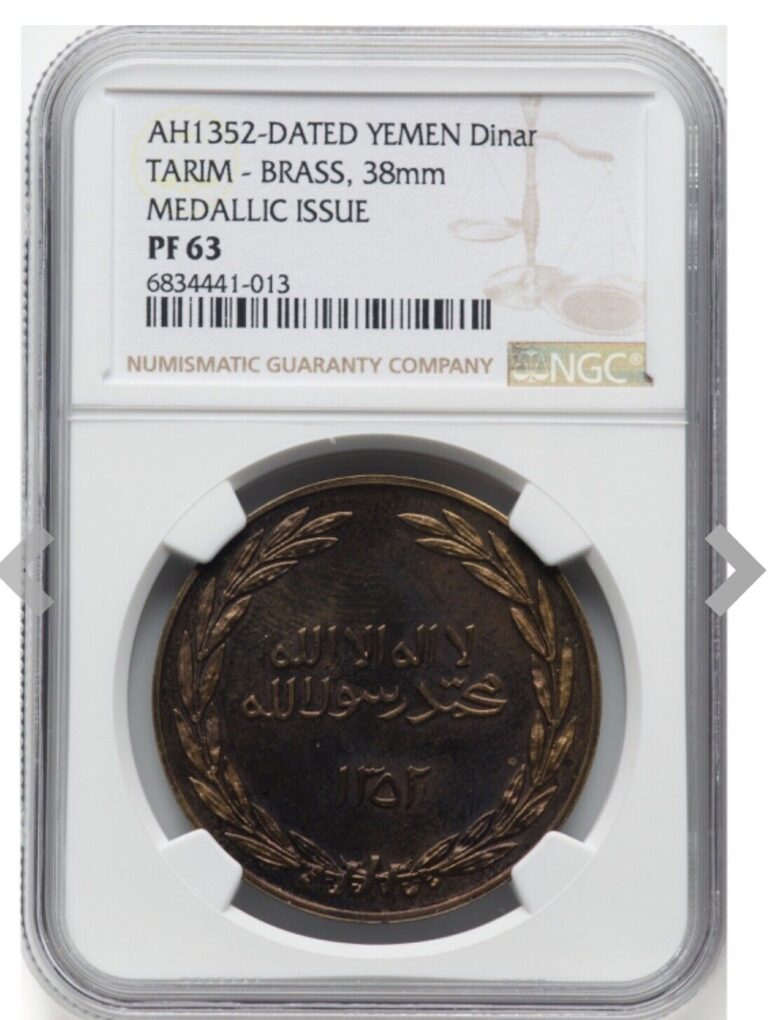 AH1352-DATED YEMEN Dinar
TARIM - BRASS, 38mm
MEDALLIC ISSUE
PF 63
6834441-013
NUMISMATIC GUARANTY COMPANY
NGC®
لا اله الا الله
محمد رسول الله
١٣٥٢